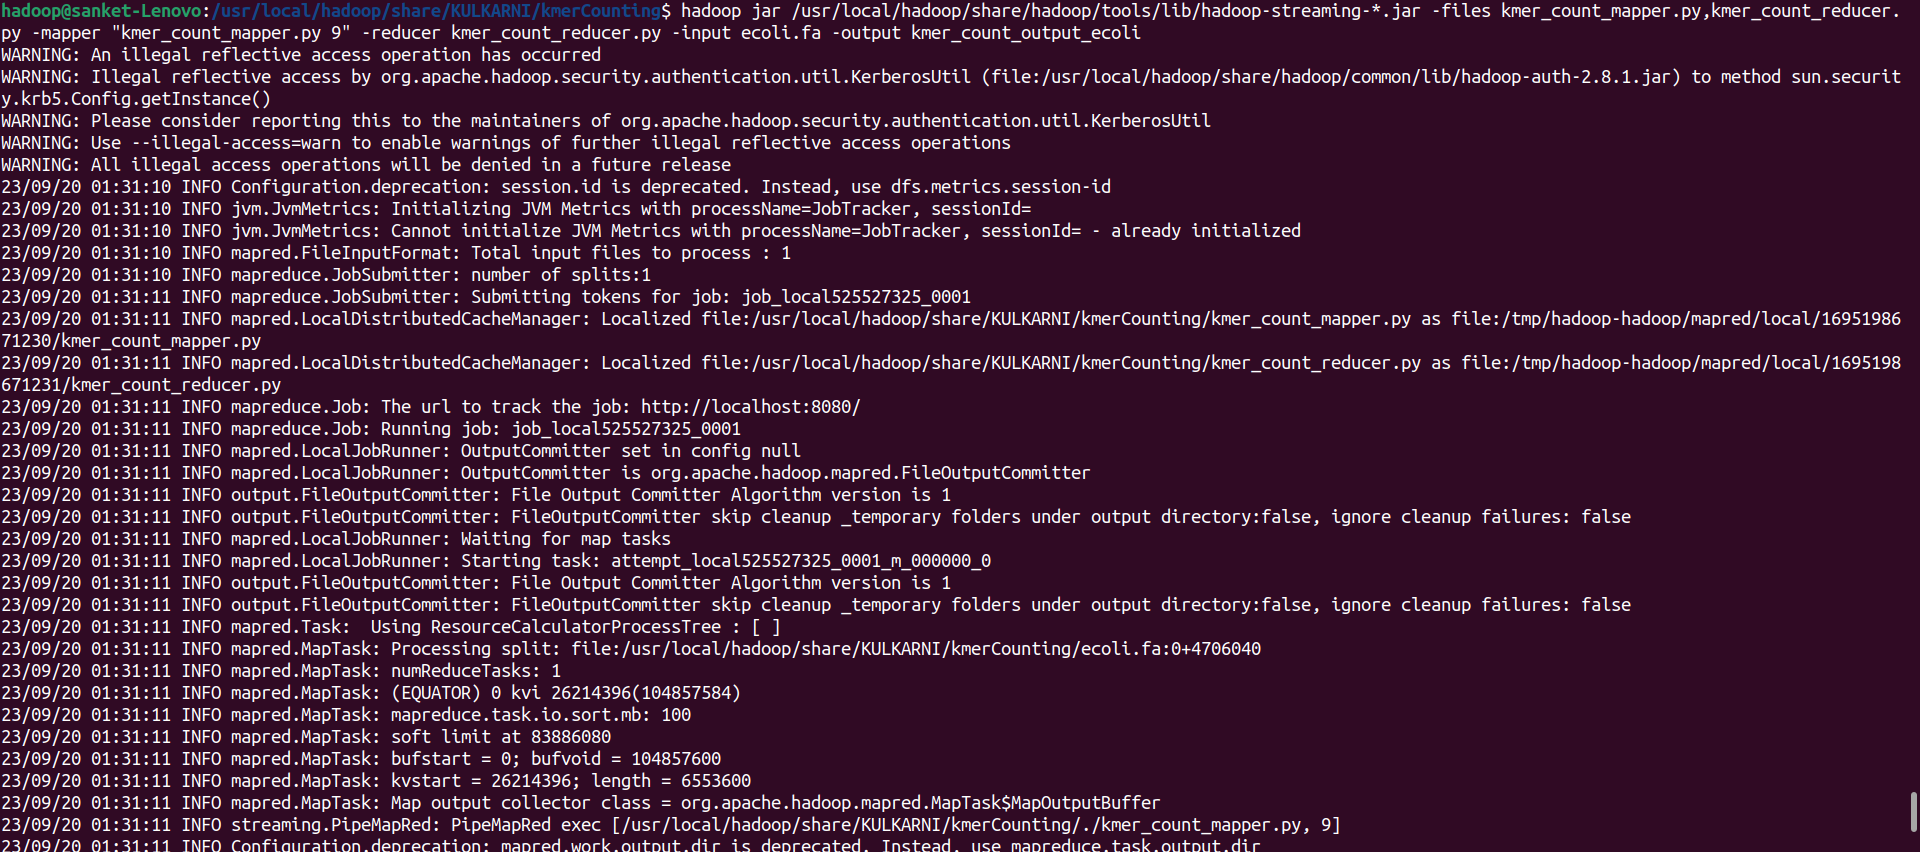 hadoop@sanket-Lenovo:/usr/local/hadoop/share/KULKARNI/kmerCounting$ hadoop jar /usr/local/hadoop/share/hadoop/tools/lib/hadoop-streaming-*.jar -files kmer_count_mapper.py,kmer_count_reducer.
py -mapper "kmer_count_mapper.py 9" -reducer kmer_count_reducer.py -input ecoli.fa -output kmer_count_output_ecoli
WARNING: An illegal reflective access operation has occurred
WARNING: Illegal reflective access by org.apache.hadoop.security.authentication.util.KerberosUtil (file:/usr/local/hadoop/share/hadoop/common/lib/hadoop-auth-2.8.1.jar) to method sun.securit
y.krb5.Config.getInstance()
WARNING: Please consider reporting this to the maintainers of org.apache.hadoop.security.authentication.util.KerberosUtil
WARNING: Use --illegal-access=warn to enable warnings of further illegal reflective access operations
WARNING: All illegal access operations will be denied in a future release
23/09/20 01:31:10 INFO Configuration.deprecation: session.id is deprecated. Instead, use dfs.metrics.session-id
23/09/20 01:31:10 INFO jvm.JvmMetrics: Initializing JVM Metrics with processName=JobTracker, sessionId=
23/09/20 01:31:10 INFO jvm.JvmMetrics: Cannot initialize JVM Metrics with processName=JobTracker, sessionId= - already initialized
23/09/20 01:31:10 INFO mapred.FileInputFormat: Total input files to process : 1
23/09/20 01:31:10 INFO mapreduce.JobSubmitter: number of splits:1
23/09/20 01:31:11 INFO mapreduce.JobSubmitter: Submitting tokens for job: job_local525527325_0001
23/09/20 01:31:11 INFO mapred.LocalDistributedCacheManager: Localized file:/usr/local/hadoop/share/KULKARNI/kmerCounting/kmer_count_mapper.py as file:/tmp/hadoop-hadoop/mapred/local/16951986
71230/kmer_count_mapper.py
23/09/20 01:31:11 INFO mapred.LocalDistributedCacheManager: Localized file:/usr/local/hadoop/share/KULKARNI/kmerCounting/kmer_count_reducer.py as file:/tmp/hadoop-hadoop/mapred/local/1695198
671231/kmer_count_reducer.py
23/09/20 01:31:11 INFO mapreduce.Job: The url to track the job: http://localhost:8080/
23/09/20 01:31:11 INFO mapreduce.Job: Running job: job_local525527325_0001
23/09/20 01:31:11 INFO mapred.LocalJobRunner: OutputCommitter set in config null
23/09/20 01:31:11 INFO mapred.LocalJobRunner: OutputCommitter is org.apache.hadoop.mapred.FileOutputCommitter
23/09/20 01:31:11 INFO output.FileOutputCommitter: File Output Committer Algorithm version is 1
23/09/20 01:31:11 INFO output.FileOutputCommitter: FileOutputCommitter skip cleanup _temporary folders under output directory:false, ignore cleanup failures: false
23/09/20 01:31:11 INFO mapred.LocalJobRunner: Waiting for map tasks
23/09/20 01:31:11 INFO mapred.LocalJobRunner: Starting task: attempt_local525527325_0001_m_000000_0
23/09/20 01:31:11 INFO output.FileOutputCommitter: File Output Committer Algorithm version is 1
23/09/20 01:31:11 INFO output.FileOutputCommitter: FileOutputCommitter skip cleanup _temporary folders under output directory:false, ignore cleanup failures: false
23/09/20 01:31:11 INFO mapred.Task:  Using ResourceCalculatorProcessTree : [ ]
23/09/20 01:31:11 INFO mapred.MapTask: Processing split: file:/usr/local/hadoop/share/KULKARNI/kmerCounting/ecoli.fa:0+4706040
23/09/20 01:31:11 INFO mapred.MapTask: numReduceTasks: 1
23/09/20 01:31:11 INFO mapred.MapTask: (EQUATOR) 0 kvi 26214396(104857584)
23/09/20 01:31:11 INFO mapred.MapTask: mapreduce.task.io.sort.mb: 100
23/09/20 01:31:11 INFO mapred.MapTask: soft limit at 83886080
23/09/20 01:31:11 INFO mapred.MapTask: bufstart = 0; bufvoid = 104857600
23/09/20 01:31:11 INFO mapred.MapTask: kvstart = 26214396; length = 6553600
23/09/20 01:31:11 INFO mapred.MapTask: Map output collector class = org.apache.hadoop.mapred.MapTask$MapOutputBuffer
23/09/20 01:31:11 INFO streaming.PipeMapRed: PipeMapRed exec [/usr/local/hadoop/share/KULKARNI/kmerCounting/./kmer_count_mapper.py, 9]
23/09/20 01:31:11 INFO Configuration.deprecation: mapred.work.output.dir is deprecated. Instead, use mapreduce.task.output.dir